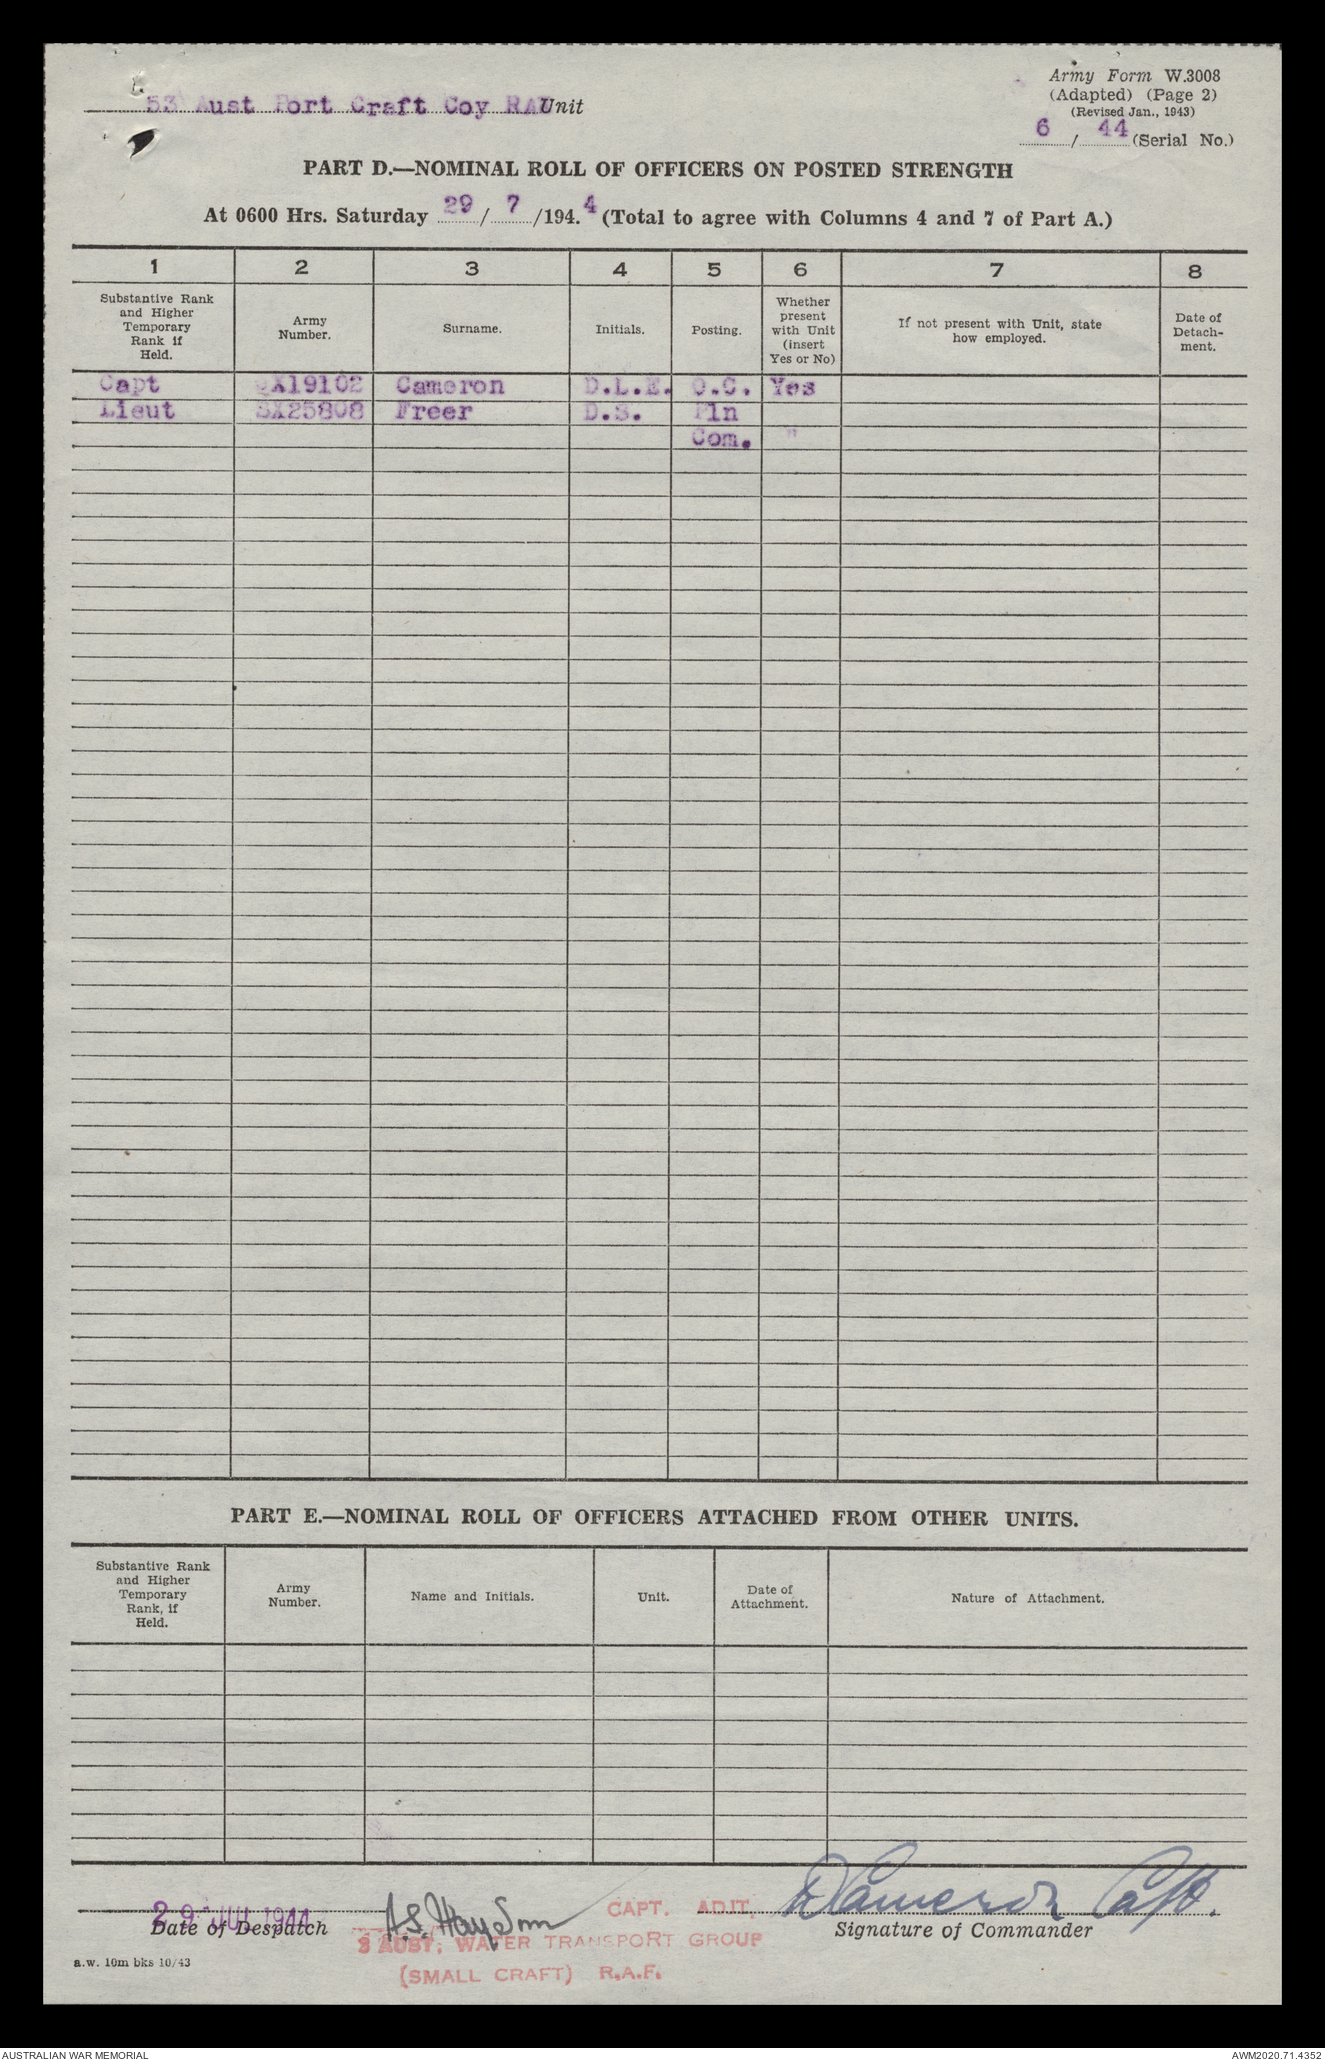 53 Aust Port Craft Coy RAE Unit
Army Form W.3008
(Adapted) (Page 2)
(Revised Jan., 1943)
6 / 44 (Serial No.)
PART D.—NOMINAL ROLL OF OFFICERS ON POSTED STRENGTH
At 0600 Hrs. Saturday 29 / 7 /194.4 (Total to agree with Columns 4 and 7 of Part A.)
1 2 3 4 5 6 7 8
Substantive Rank
and Higher
Temporary
Rank if
Held.
Army
Number.
Surname.
Initials.
Posting.
Whether
present
with Unit
(insert
Yes or No)
If not present with Unit, state
how employed.
Date of
Detach-
ment.
Capt QX19102 Cameron D.L.E. O.C. Yes
Lieut SX25808 Freer D.S. Pln
Com. "
PART E.—NOMINAL ROLL OF OFFICERS ATTACHED FROM OTHER UNITS.
Substantive Rank
and Higher
Temporary
Rank, if
Held.
Army
Number.
Name and Initials.
Unit.
Date of
Attachment.
Nature of Attachment.
29 JUL 1944
Date of Despatch
CAPT. ADJT.
3 AUST; WATER TRANSPORT GROUP
(SMALL CRAFT) R.A.E.
DCameron Capt.
Signature of Commander
a.w. 10m bks 10/43
AUSTRALIAN WAR MEMORIAL
AWM2020.71.4352